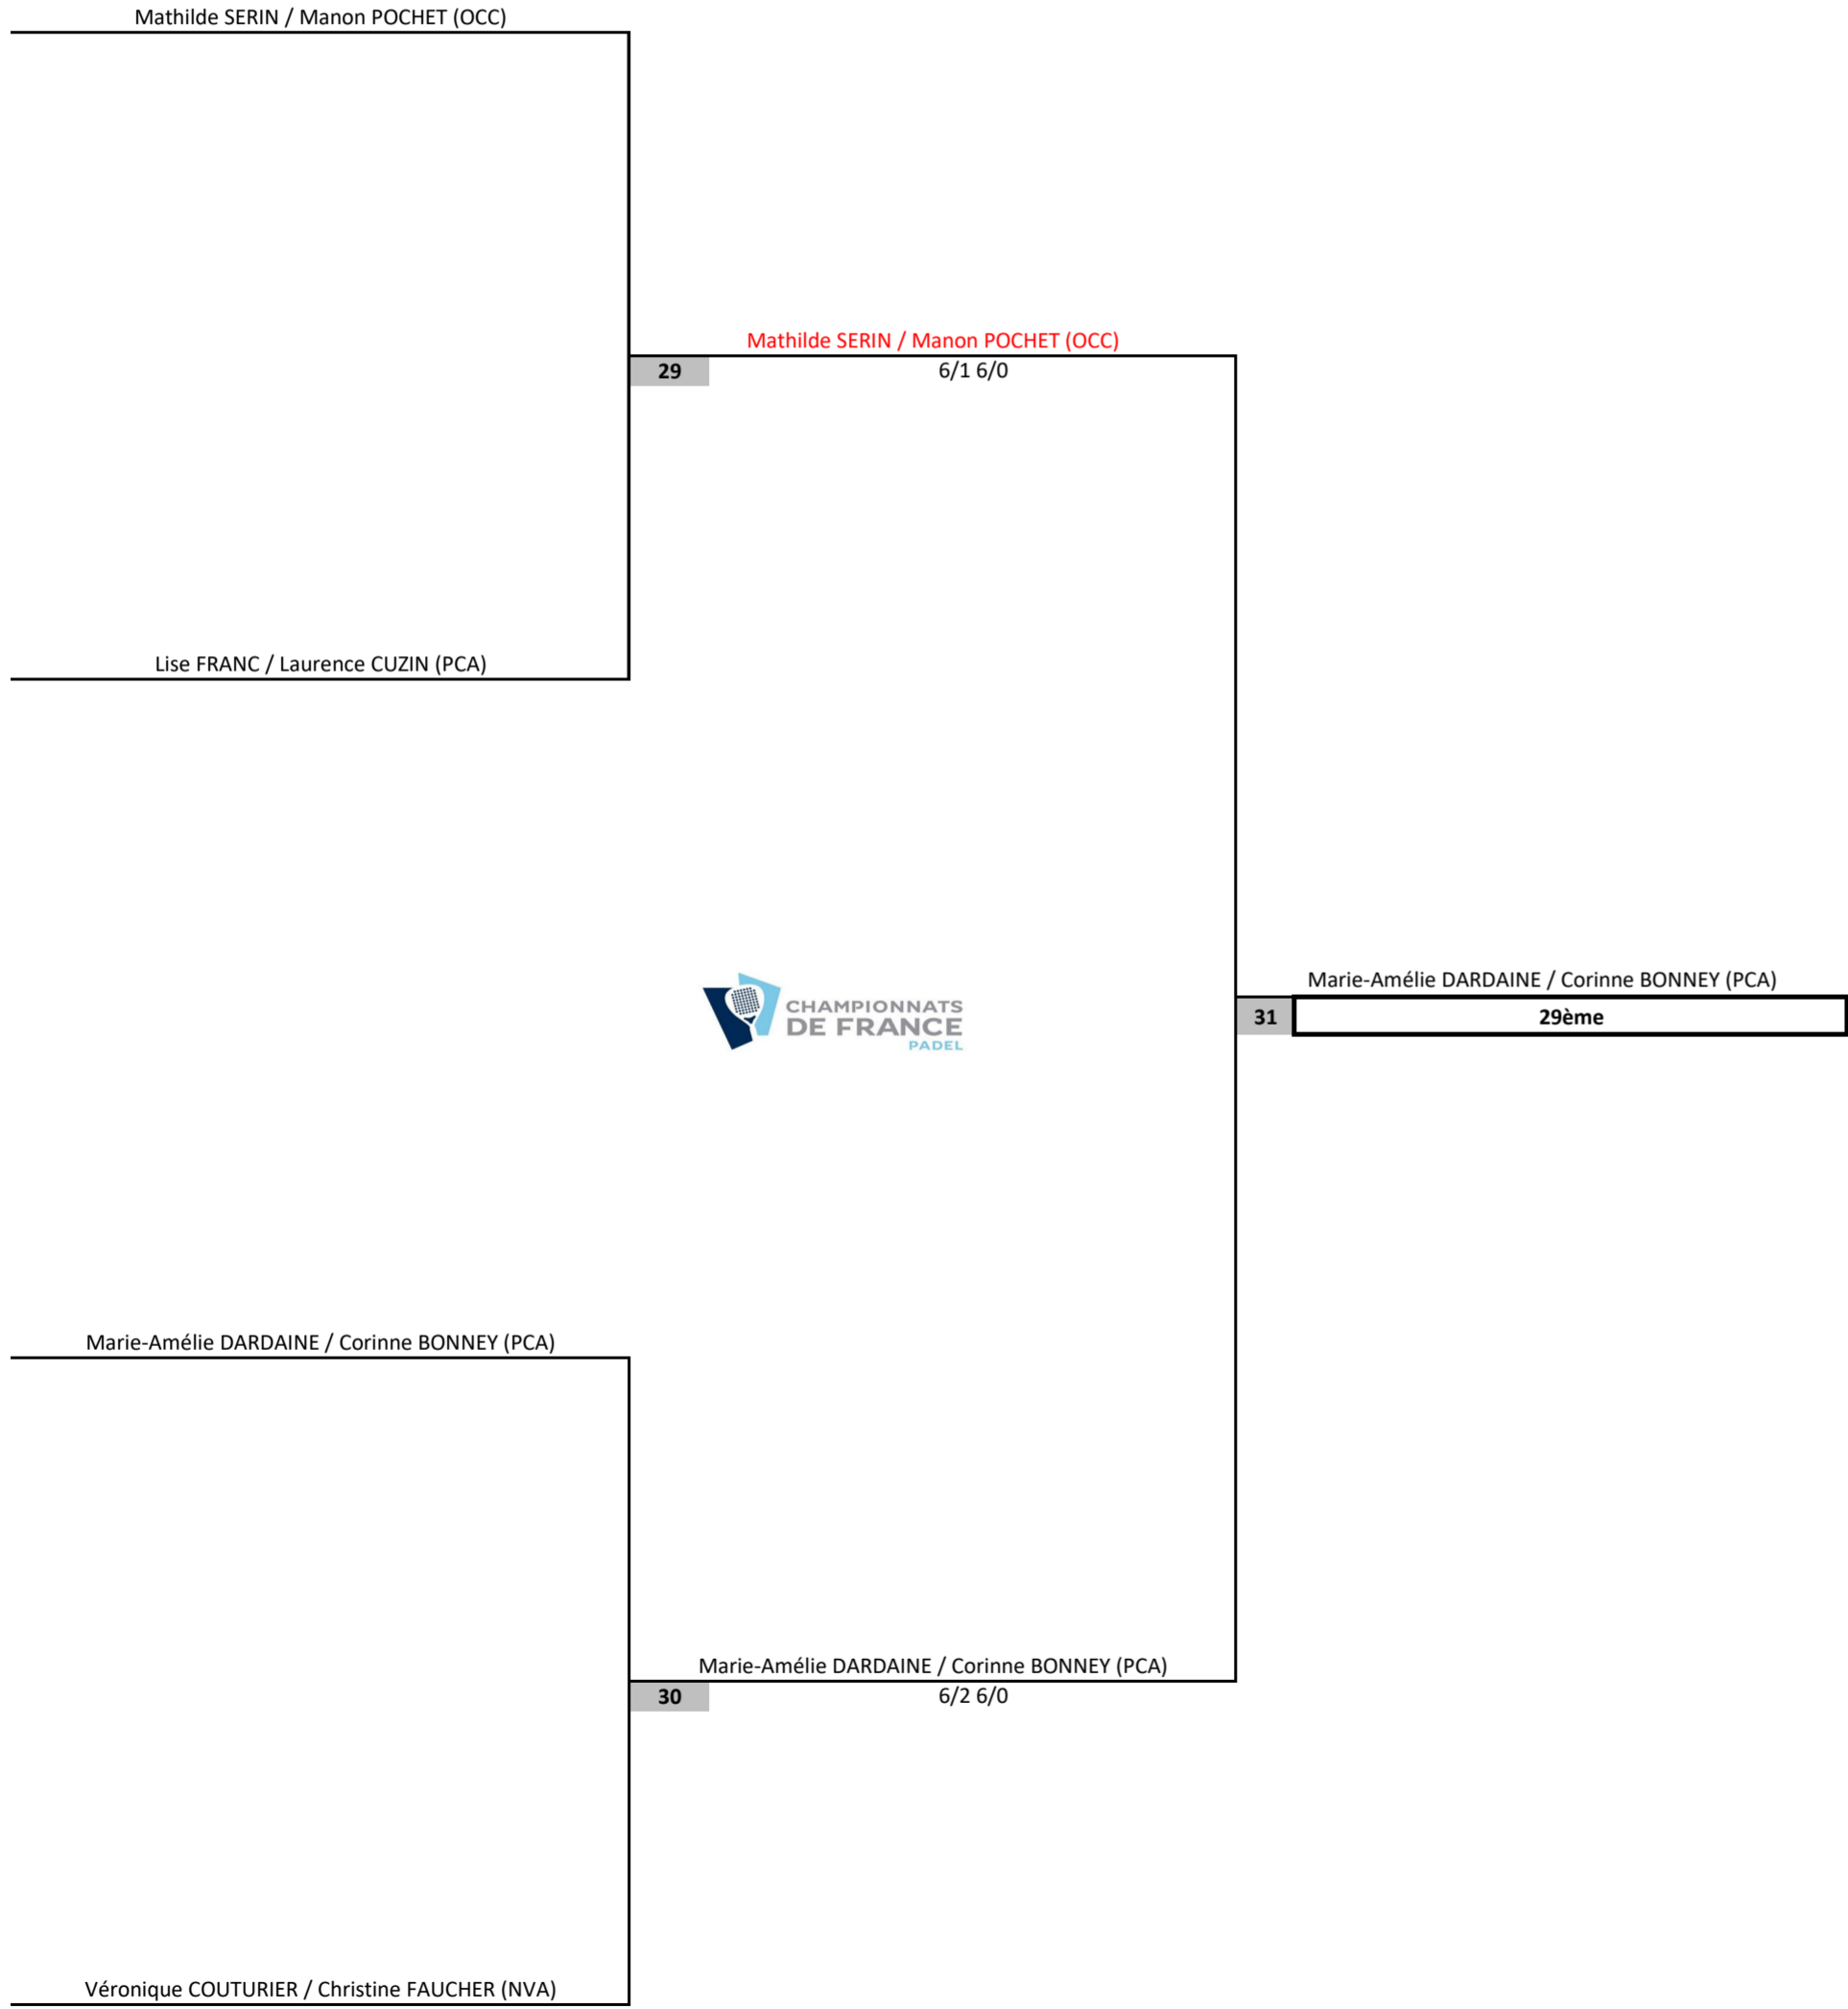 Mathilde SERIN / Manon POCHET (OCC)
Mathilde SERIN / Manon POCHET (OCC)
29
6/1 6/0
Lise FRANC / Laurence CUZIN (PCA)
CHAMPIONNATS
DE FRANCE
PADEL
Marie-Amélie DARDAINE / Corinne BONNEY (PCA)
31
29ème
Marie-Amélie DARDAINE / Corinne BONNEY (PCA)
Marie-Amélie DARDAINE / Corinne BONNEY (PCA)
30
6/2 6/0
Véronique COUTURIER / Christine FAUCHER (NVA)